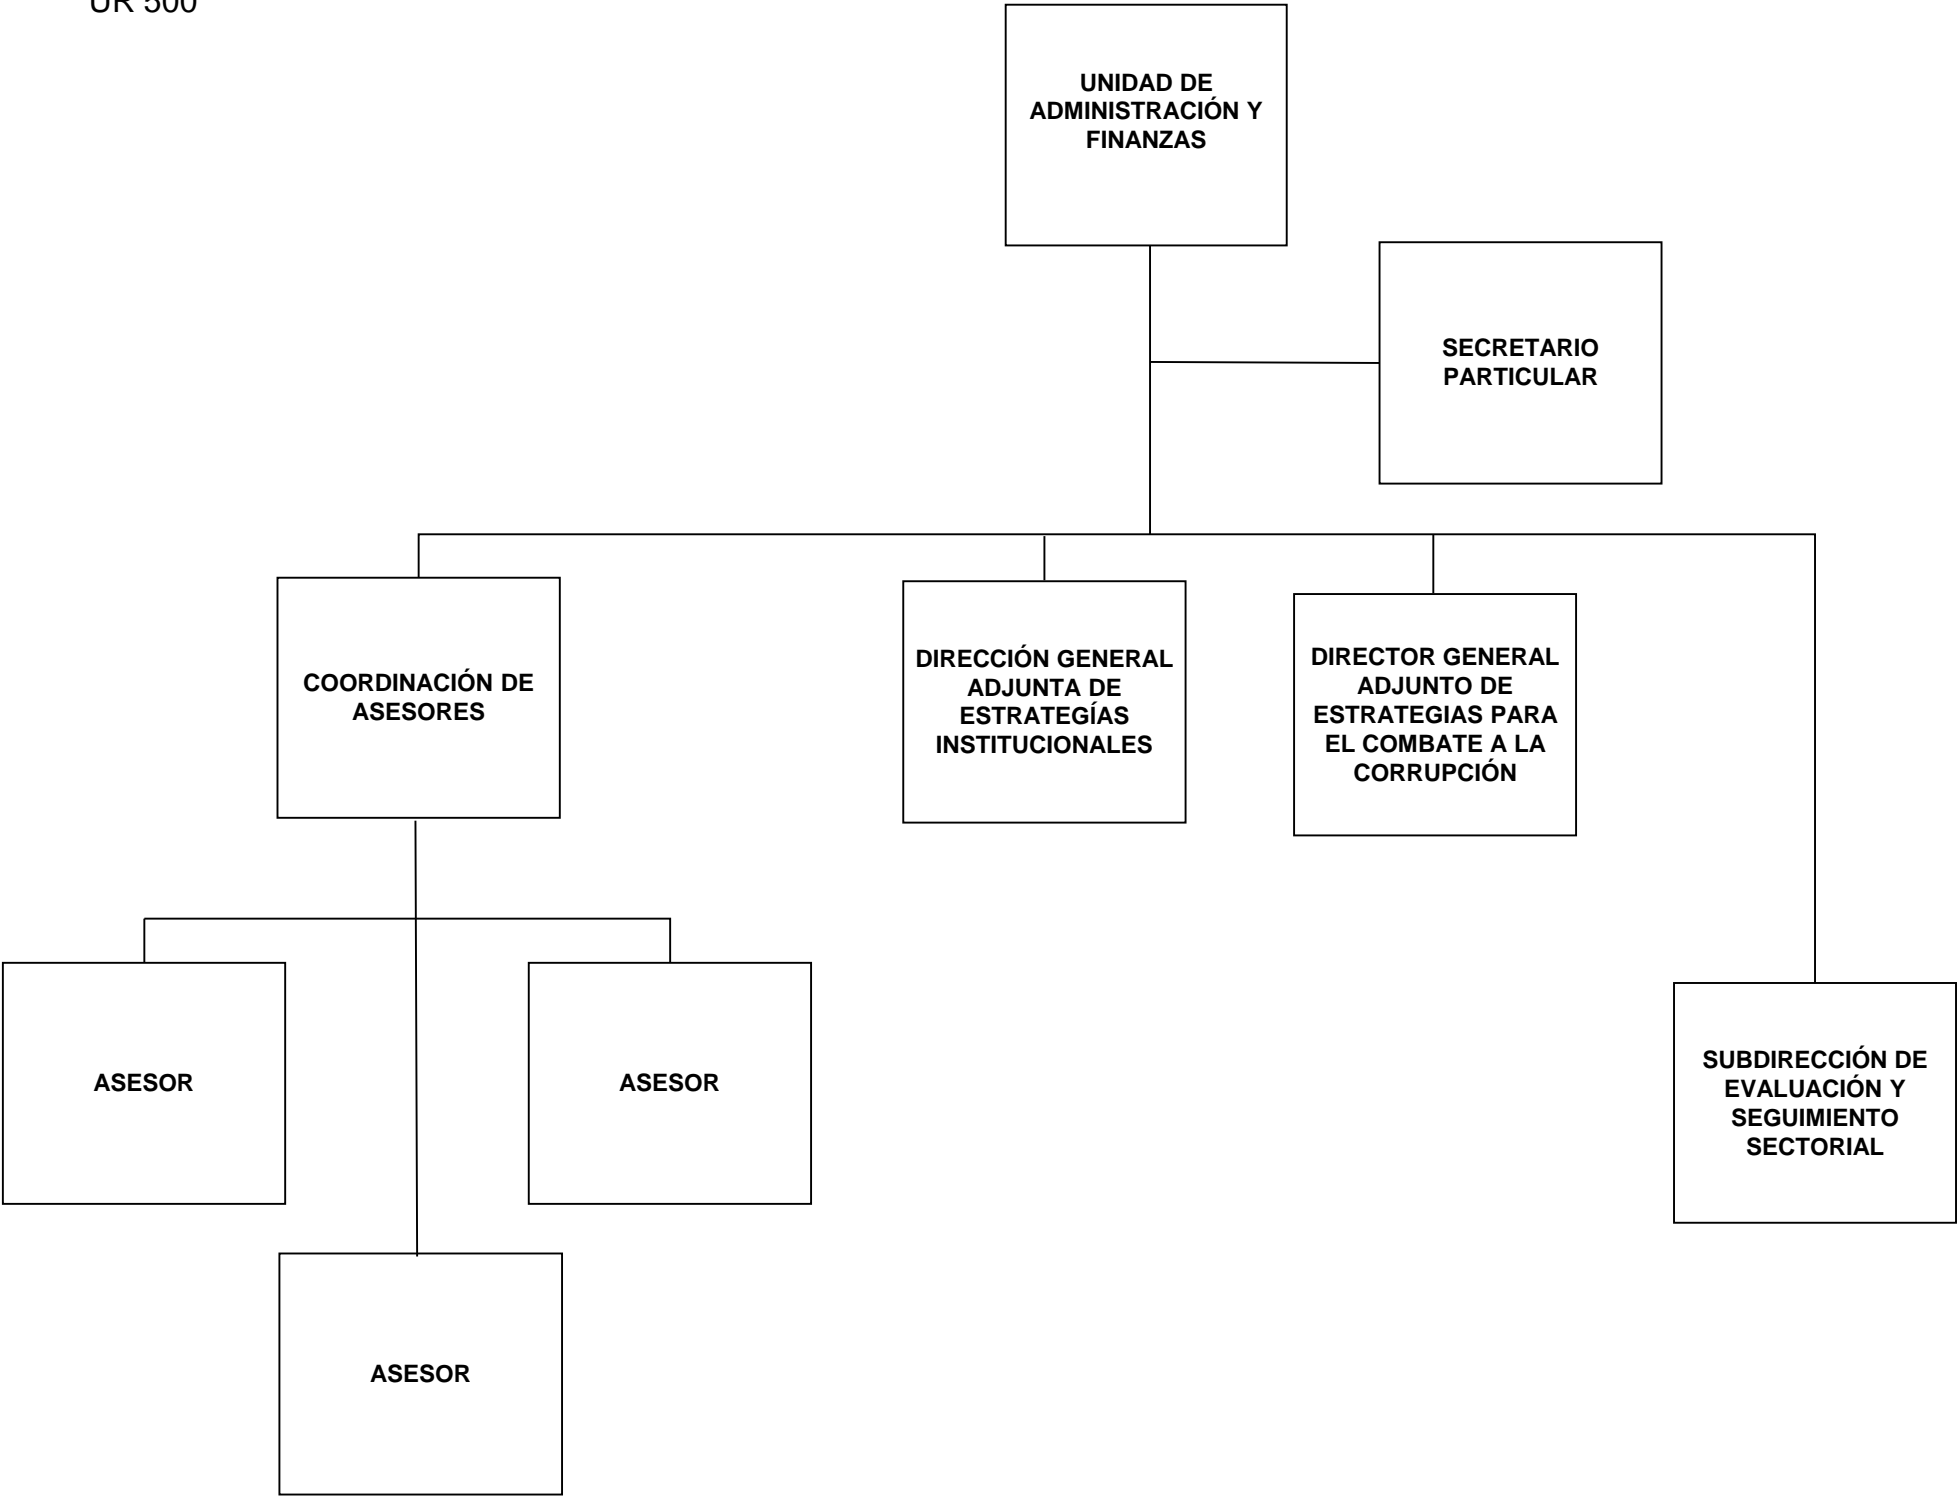 UR 500
UNIDAD DE
ADMINISTRACIÓN Y
FINANZAS
SECRETARIO
PARTICULAR
COORDINACIÓN DE
ASESORES
DIRECCIÓN GENERAL
ADJUNTA DE
ESTRATEGÍAS
INSTITUCIONALES
DIRECTOR GENERAL
ADJUNTO DE
ESTRATEGIAS PARA
EL COMBATE A LA
CORRUPCIÓN
ASESOR
ASESOR
SUBDIRECCIÓN DE
EVALUACIÓN Y
SEGUIMIENTO
SECTORIAL
ASESOR